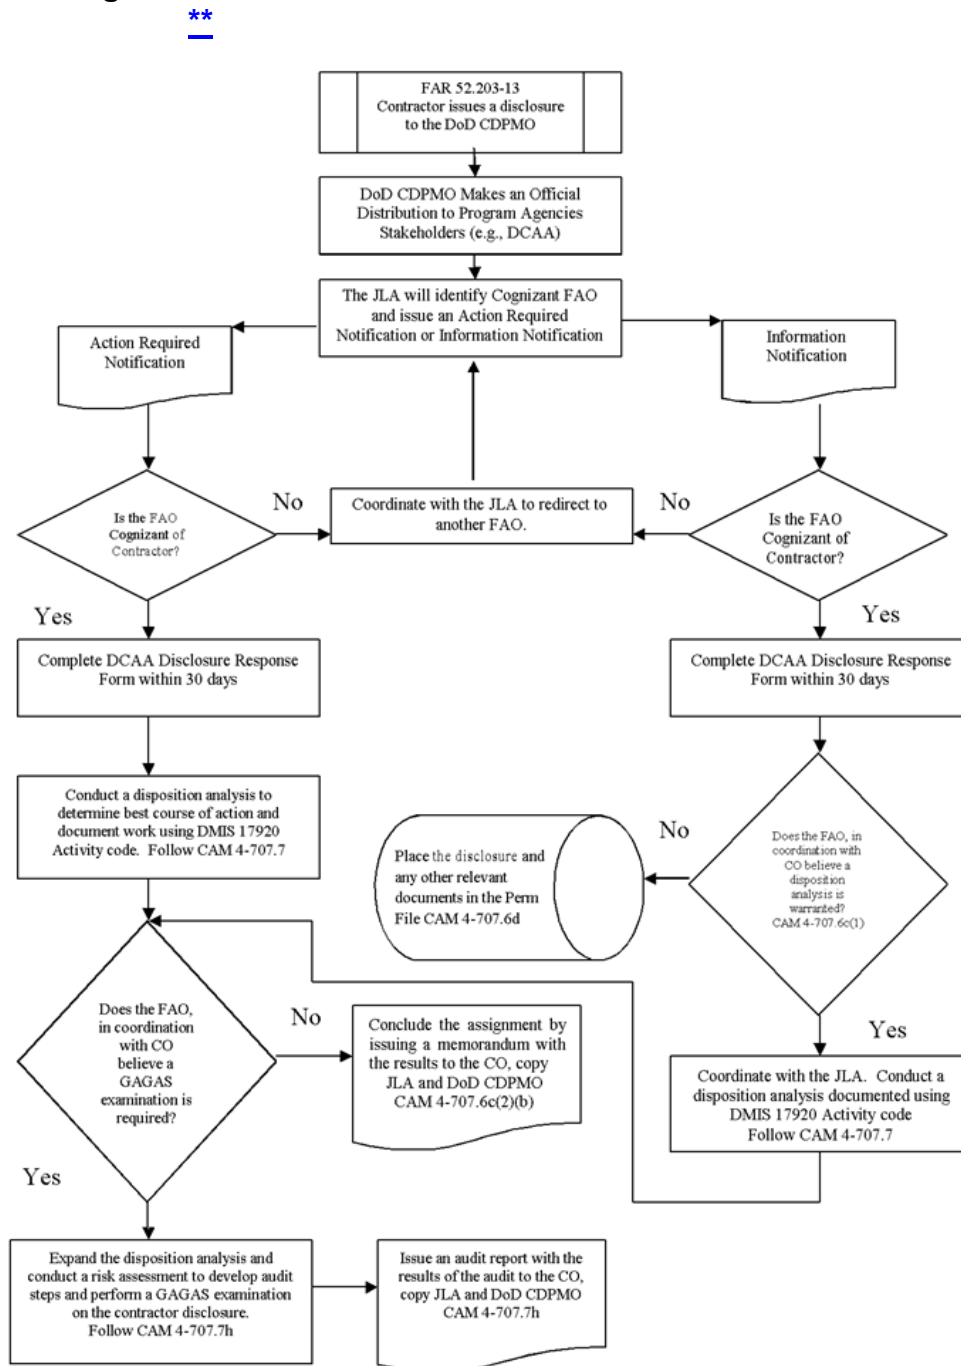 **
FAR 52.203-13
Contractor issues a disclosure
to the DoD CDPMO
DoD CDPMO Makes an Official
Distribution to Program Agencies
Stakeholders (e.g., DCAA)
The JLA will identify Cognizant FAO
and issue an Action Required
Notification or Information Notification
Action Required
Notification
Information
Notification
Is the FAO
Cognizant of
Contractor?
No
Coordinate with the JLA to redirect to
another FAO.
No
Is the FAO
Cognizant of
Contractor?
Yes
Yes
Complete DCAA Disclosure Response
Form within 30 days
Complete DCAA Disclosure Response
Form within 30 days
Conduct a disposition analysis to
determine best course of action and
document work using DMIS 17920
Activity code. Follow CAM 4-707.7
Place the disclosure and
any other relevant
documents in the Perm
File CAM 4-707.6d
No
Does the FAO, in
coordination with
CO believe a
disposition
analysis is
warranted?
CAM 4-707.6c(1)
Yes
Does the FAO,
in coordination
with CO
believe a
GAGAS
examination is
required?
No
Conclude the assignment by
issuing a memorandum with
the results to the CO, copy
JLA and DoD CDPMO
CAM 4-707.6c(2)(b)
Coordinate with the JLA. Conduct a
disposition analysis documented using
DMIS 17920 Activity code
Follow CAM 4-707.7
Yes
Expand the disposition analysis and
conduct a risk assessment to develop audit
steps and perform a GAGAS examination
on the contractor disclosure.
Follow CAM 4-707.7h
Issue an audit report with the
results of the audit to the CO,
copy JLA and DoD CDPMO
CAM 4-707.7h